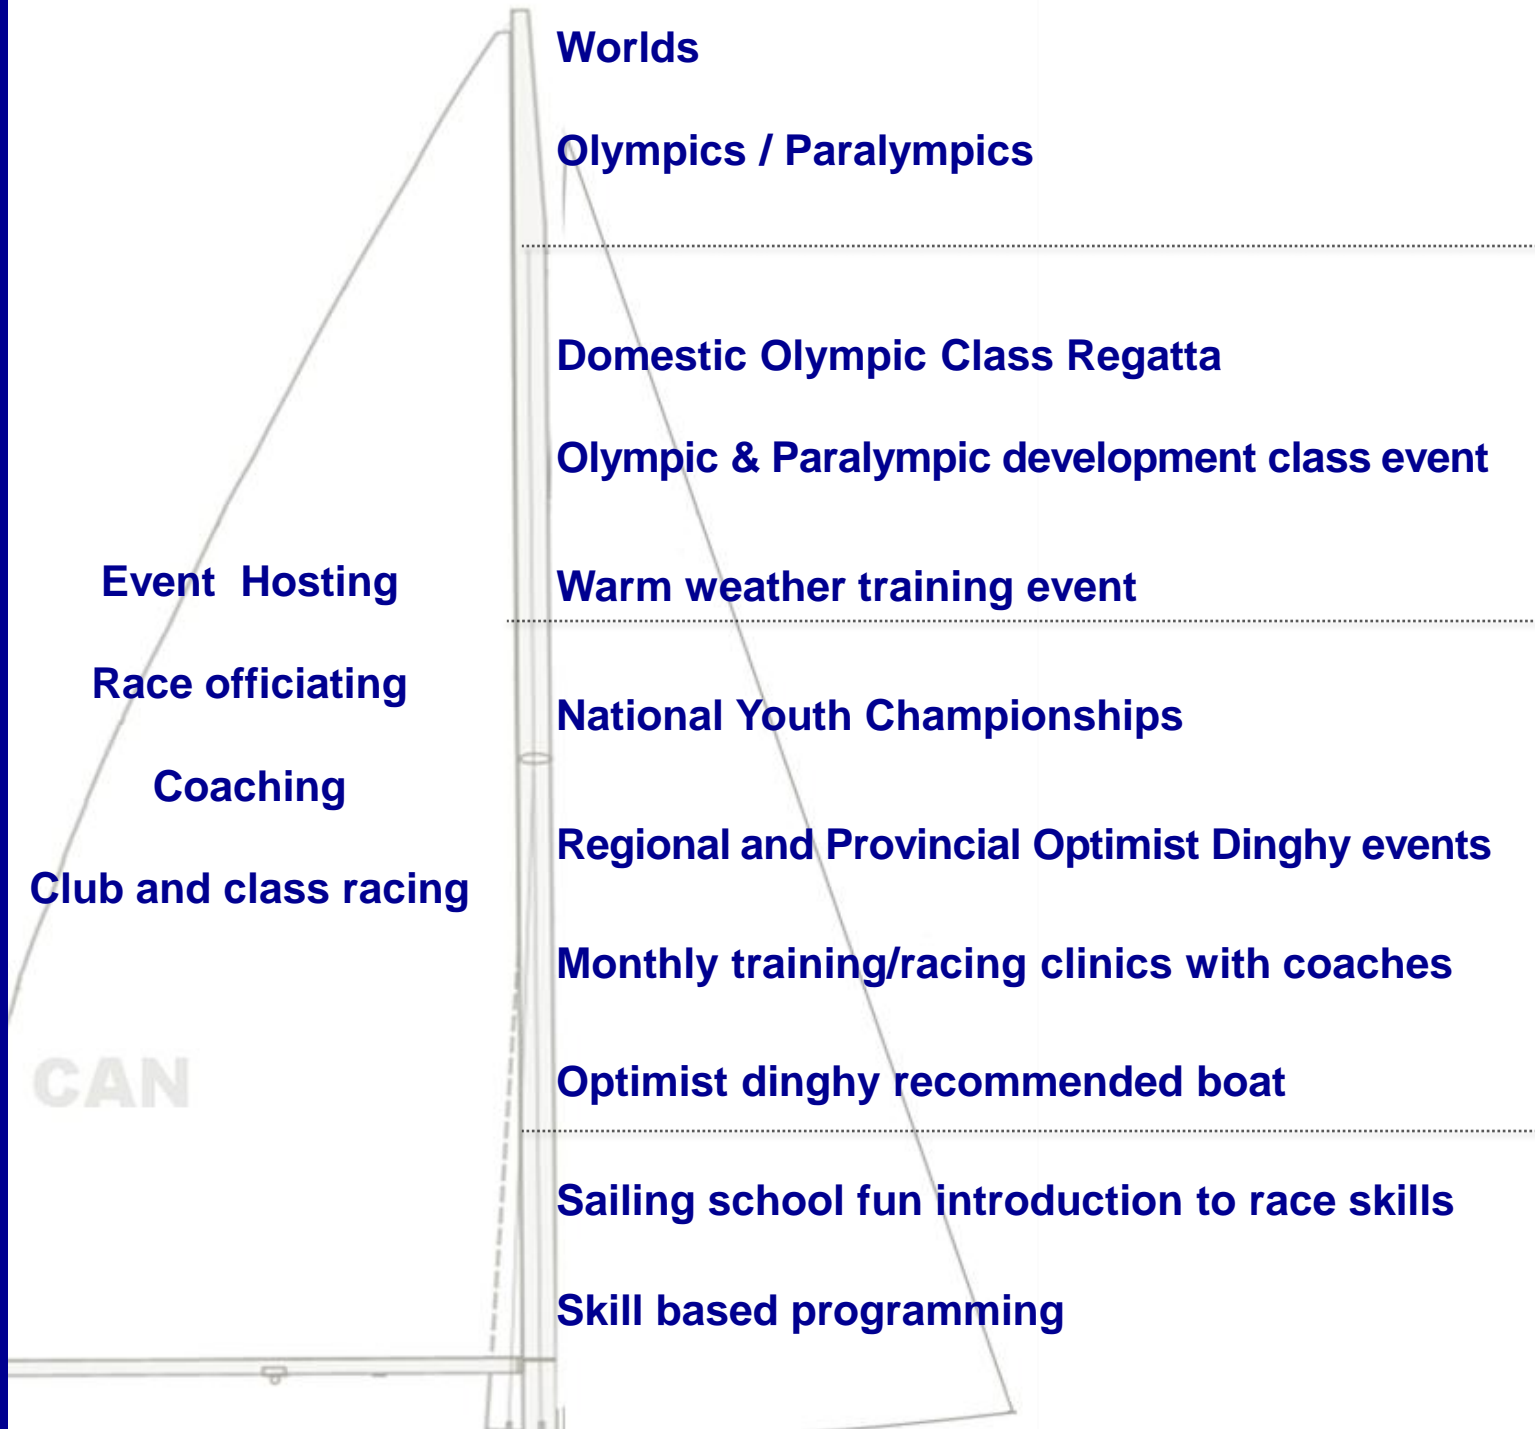 Worlds
Olympics / Paralympics
Domestic Olympic Class Regatta
Olympic & Paralympic development class event
Warm weather training event
National Youth Championships
Regional and Provincial Optimist Dinghy events
Monthly training/racing clinics with coaches
Optimist dinghy recommended boat
Sailing school fun introduction to race skills
Skill based programming
Event Hosting
Race officiating
Coaching
Club and class racing
CAN